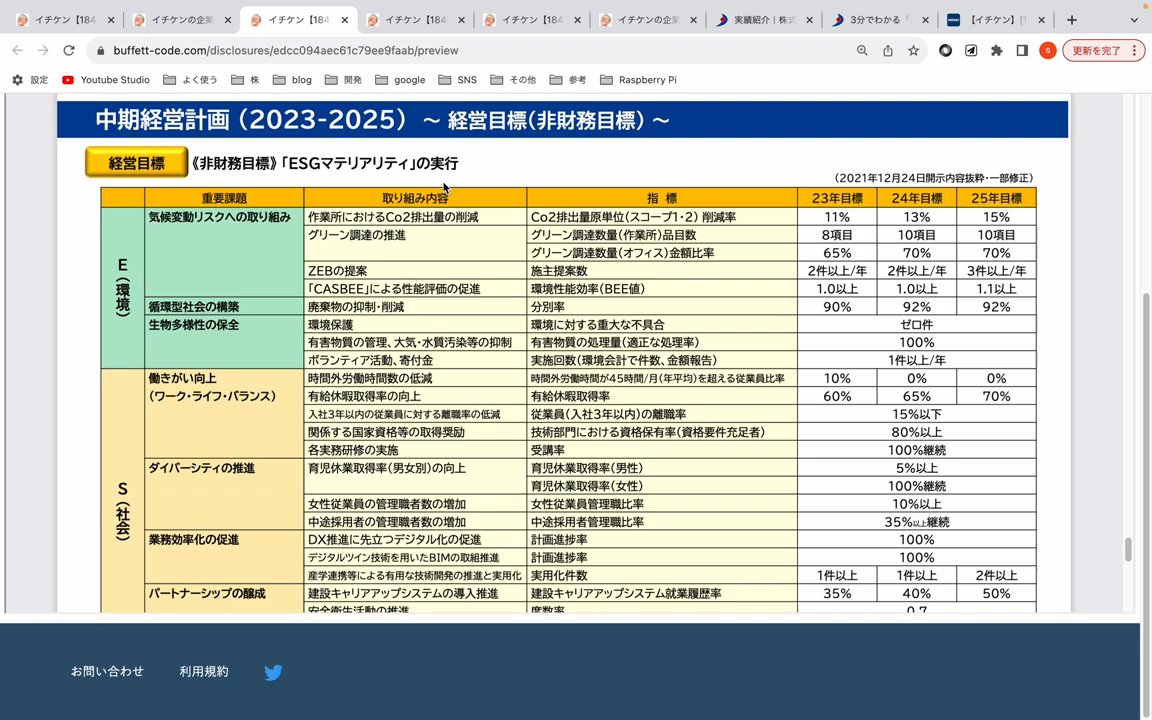 イチケン【184
イチケンの企業
イチケン【184
イチケン【184
イチケン【184
イチケンの企業
実績紹介 | 株式
3分でわかる「
【イチケン】[1
buffett-code.com/disclosures/edcc094aec61c79ee9faab/preview
S
更新を完了
設定
Youtube Studio
よく使う
株
blog
開発
google
SNS
その他
参考
Raspberry Pi
中期経営計画(2023-2025) ～ 経営目標(非財務目標) ～
経営目標 《非財務目標》「ESGマテリアリティ」の実行
(2021年12月24日開示内容抜粋・一部修正)
重要課題 取り組み内容 指 標 23年目標 24年目標 25年目標
E(環境)
気候変動リスクへの取り組み 作業所におけるCo2排出量の削減 Co2排出量原単位(スコープ1・2) 削減率 11% 13% 15%
グリーン調達の推進 グリーン調達数量(作業所)品目数 8項目 10項目 10項目
グリーン調達数量(オフィス)金額比率 65% 70% 70%
ZEBの提案 施主提案数 2件以上/年 2件以上/年 3件以上/年
「CASBEE」による性能評価の促進 環境性能効率(BEE値) 1.0以上 1.0以上 1.1以上
循環型社会の構築 廃棄物の抑制・削減 分別率 90% 92% 92%
生物多様性の保全 環境保護 環境に対する重大な不具合 ゼロ件
有害物質の管理、大気・水質汚染等の抑制 有害物質の処理量(適正な処理率) 100%
ボランティア活動、寄付金 実施回数(環境会計で件数、金額報告) 1件以上/年
S(社会)
働きがい向上 時間外労働時間数の低減 時間外労働時間が45時間/月(年平均)を超える従業員比率 10% 0% 0%
(ワーク・ライフ・バランス) 有給休暇取得率の向上 有給休暇取得率 60% 65% 70%
入社3年以内の従業員に対する離職率の低減 従業員(入社3年以内)の離職率 15%以下
関係する国家資格等の取得奨励 技術部門における資格保有率(資格要件充足者) 80%以上
各実務研修の実施 受講率 100%継続
ダイバーシティの推進 育児休業取得率(男女別)の向上 育児休業取得率(男性) 5%以上
育児休業取得率(女性) 100%継続
女性従業員の管理職者数の増加 女性従業員管理職比率 10%以上
中途採用者の管理職者数の増加 中途採用者管理職比率 35%以上継続
業務効率化の促進 DX推進に先立つデジタル化の促進 計画進捗率 100%
デジタルツイン技術を用いたBIMの取組推進 計画進捗率 100%
産学連携等による有用な技術開発の推進と実用化 実用化件数 1件以上 1件以上 2件以上
パートナーシップの醸成 建設キャリアアップシステムの導入推進 建設キャリアアップシステム就業履歴率 35% 40% 50%
安全衛生活動の推進 度数率 0.7
お問い合わせ
利用規約